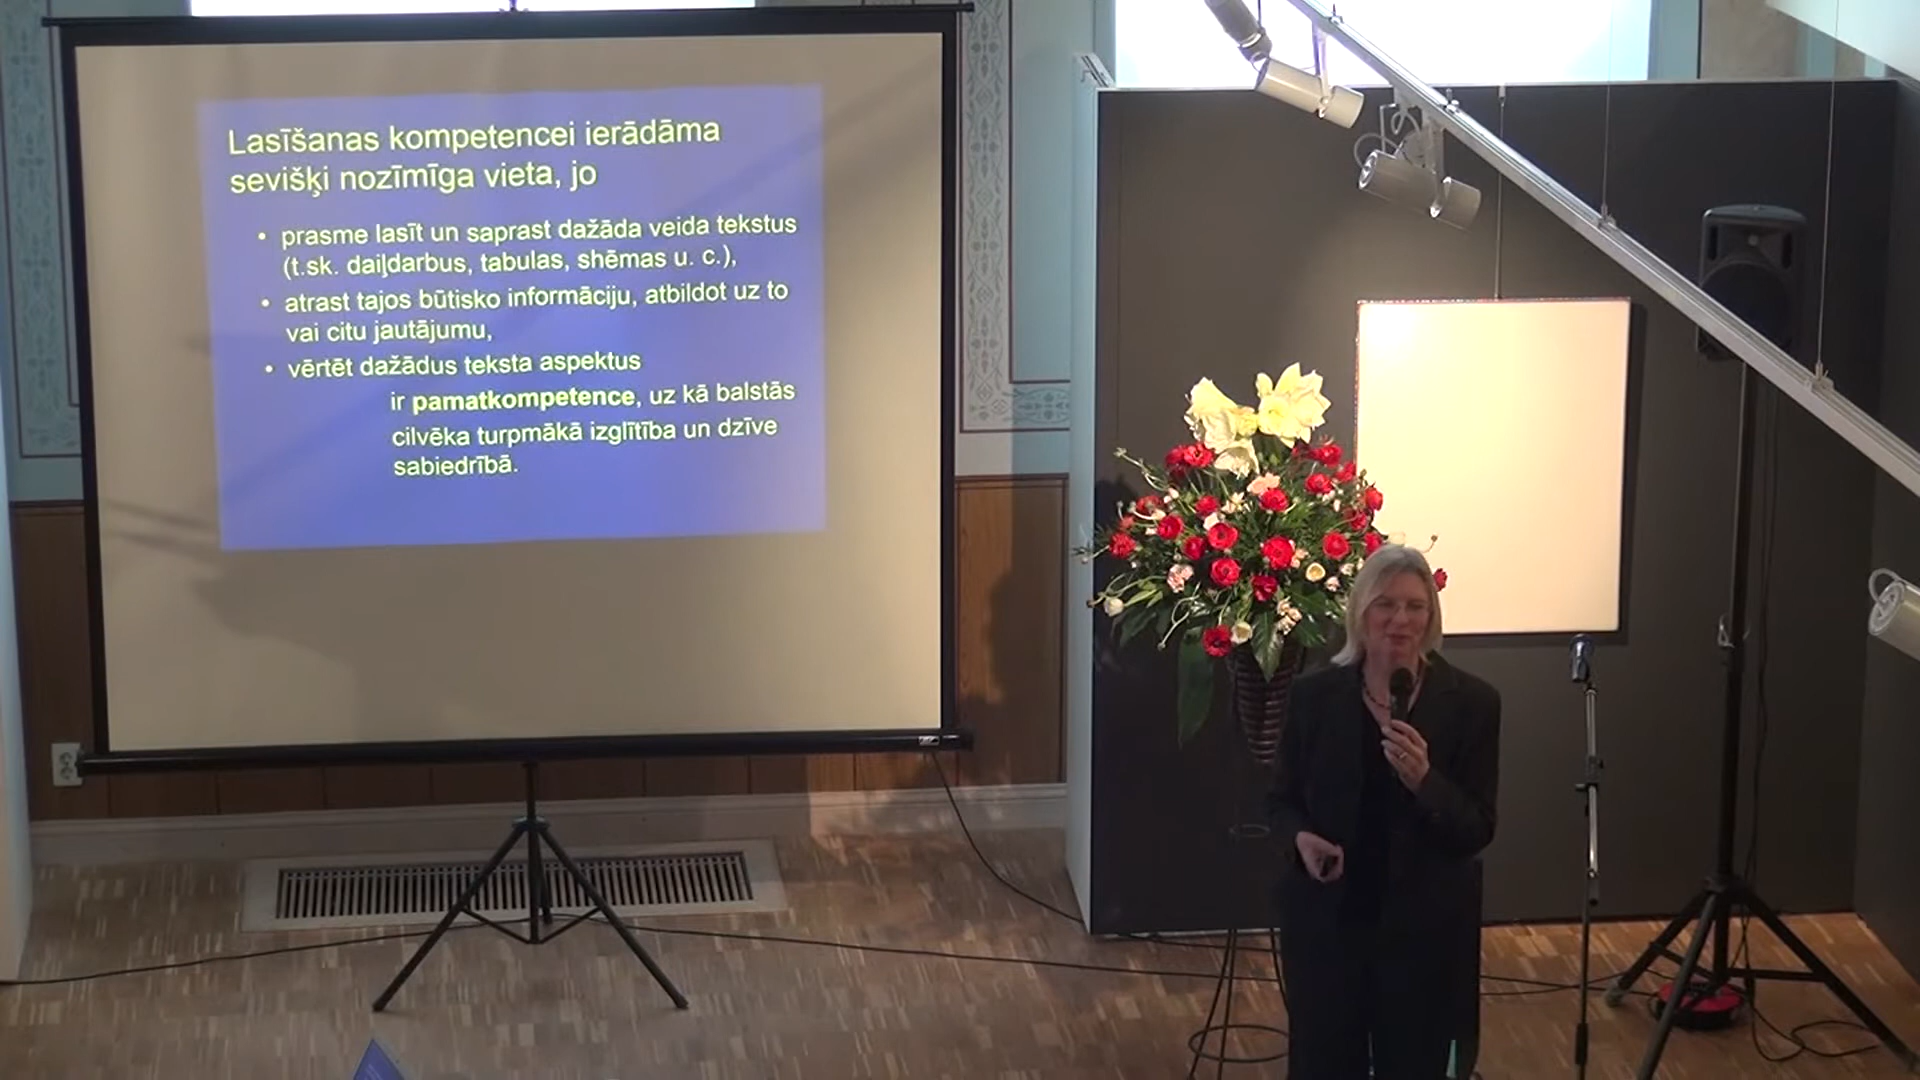 Lasīšanas kompetencei ierādāma
sevišķi nozīmīga vieta, jo
• prasme lasīt un saprast dažāda veida tekstus
(t.sk. daiļdarbus, tabulas, shēmas u. c.),
• atrast tajos būtisko informāciju, atbildot uz to
vai citu jautājumu,
• vērtēt dažādus teksta aspektus
ir pamatkompetence, uz kā balstās
cilvēka turpmākā izglītība un dzīve
sabiedrībā.